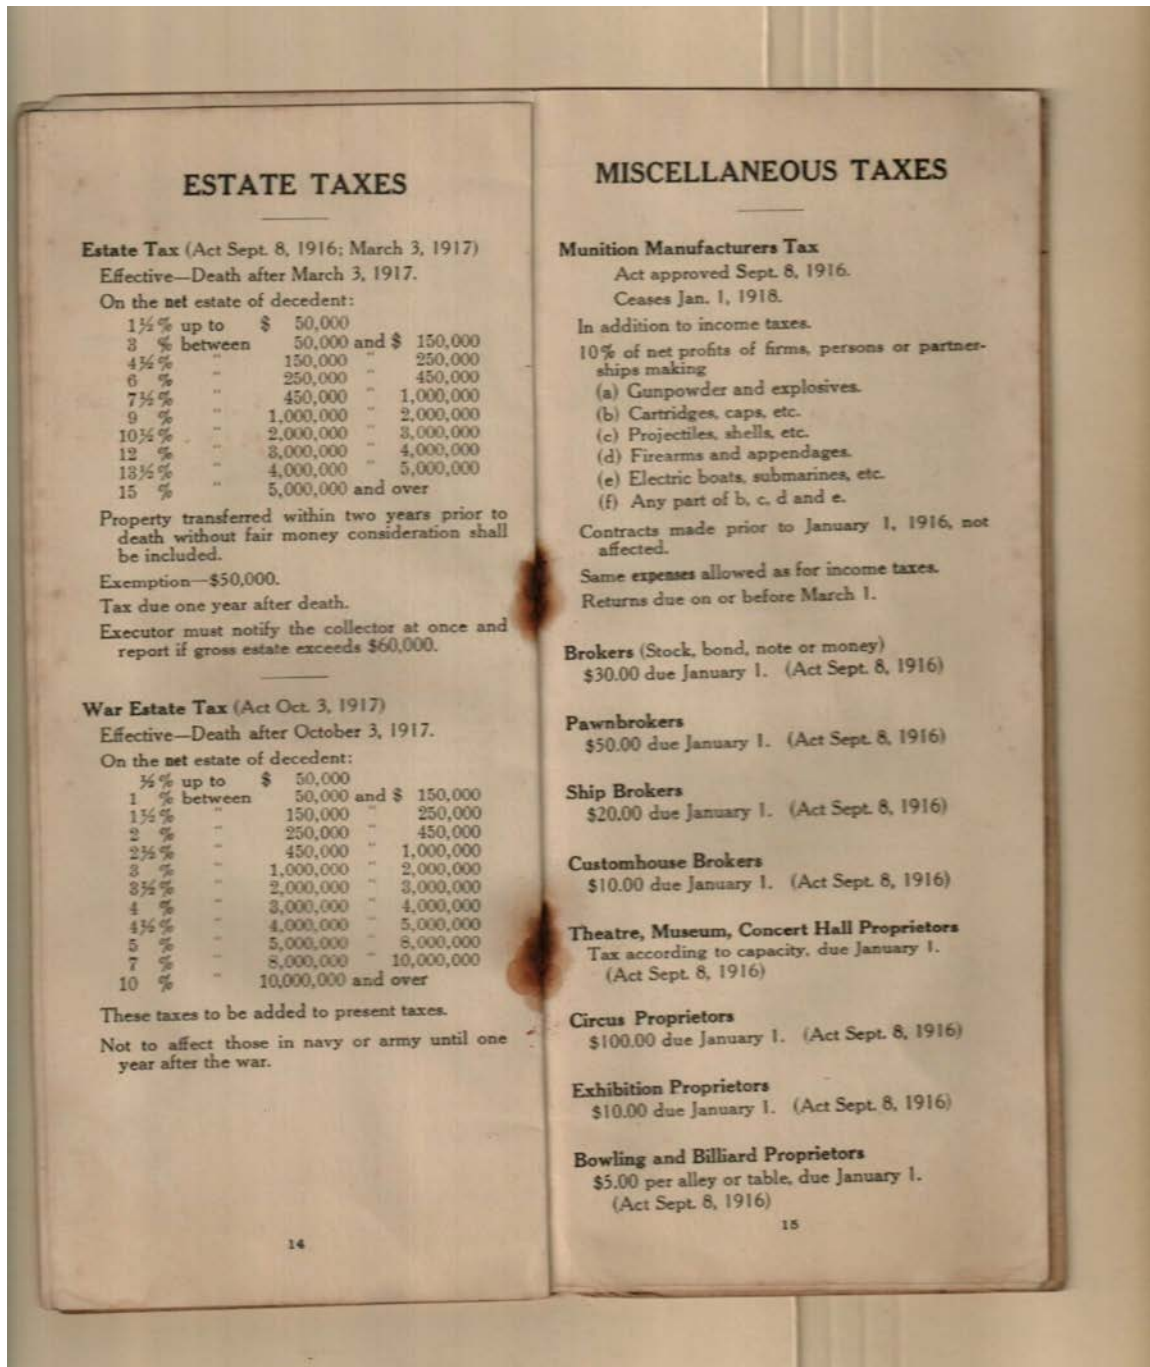 ESTATE TAXES
Estate Tax (Act Sept. 8, 1916; March 3, 1917)
Effective—Death after March 3, 1917.
On the net estate of decedent:
1½% up to $ 50,000
3 % between 50,000 and $ 150,000
4½% " 150,000 " 250,000
6 % " 250,000 " 450,000
7½% " 450,000 " 1,000,000
9 % " 1,000,000 " 2,000,000
10½% " 2,000,000 " 3,000,000
12 % " 3,000,000 " 4,000,000
13½% " 4,000,000 " 5,000,000
15 % " 5,000,000 and over
Property transferred within two years prior to
death without fair money consideration shall
be included.
Exemption—$50,000.
Tax due one year after death.
Executor must notify the collector at once and
report if gross estate exceeds $60,000.
War Estate Tax (Act Oct. 3, 1917)
Effective—Death after October 3, 1917.
On the net estate of decedent:
½% up to $ 50,000
1 % between 50,000 and $ 150,000
1½% " 150,000 " 250,000
2 % " 250,000 " 450,000
2½% " 450,000 " 1,000,000
3 % " 1,000,000 " 2,000,000
3½% " 2,000,000 " 3,000,000
4 % " 3,000,000 " 4,000,000
4½% " 4,000,000 " 5,000,000
5 % " 5,000,000 " 8,000,000
7 % " 8,000,000 " 10,000,000
10 % " 10,000,000 and over
These taxes to be added to present taxes.
Not to affect those in navy or army until one
year after the war.
14
MISCELLANEOUS TAXES
Munition Manufacturers Tax
Act approved Sept. 8, 1916.
Ceases Jan. 1, 1918.
In addition to income taxes.
10% of net profits of firms, persons or partner-
ships making
(a) Gunpowder and explosives.
(b) Cartridges, caps, etc.
(c) Projectiles, shells, etc.
(d) Firearms and appendages.
(e) Electric boats, submarines, etc.
(f) Any part of b, c, d and e.
Contracts made prior to January 1, 1916, not
affected.
Same expenses allowed as for income taxes.
Returns due on or before March 1.
Brokers (Stock, bond, note or money)
$30.00 due January 1. (Act Sept. 8, 1916)
Pawnbrokers
$50.00 due January 1. (Act Sept. 8, 1916)
Ship Brokers
$20.00 due January 1. (Act Sept. 8, 1916)
Customhouse Brokers
$10.00 due January 1. (Act Sept. 8, 1916)
Theatre, Museum, Concert Hall Proprietors
Tax according to capacity, due January 1.
(Act Sept. 8, 1916)
Circus Proprietors
$100.00 due January 1. (Act Sept. 8, 1916)
Exhibition Proprietors
$10.00 due January 1. (Act Sept. 8, 1916)
Bowling and Billiard Proprietors
$5.00 per alley or table, due January 1.
(Act Sept. 8, 1916)
15